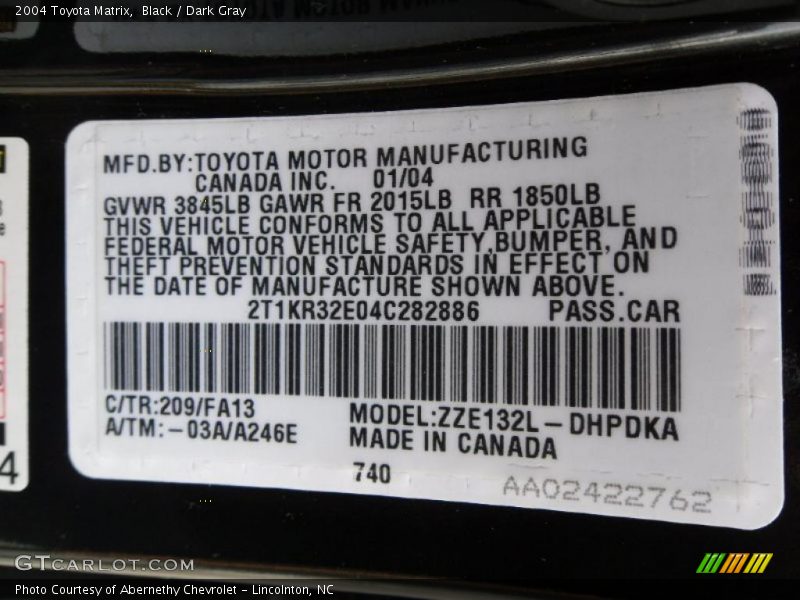 2004 Toyota Matrix, Black / Dark Gray
MFD.BY:TOYOTA MOTOR MANUFACTURING
CANADA INC. 01/04
GVWR 3845LB GAWR FR 2015LB RR 1850LB
THIS VEHICLE CONFORMS TO ALL APPLICABLE
FEDERAL MOTOR VEHICLE SAFETY,BUMPER, AND
THEFT PREVENTION STANDARDS IN EFFECT ON
THE DATE OF MANUFACTURE SHOWN ABOVE.
2T1KR32E04C282886 PASS.CAR
C/TR:209/FA13 MODEL:ZZE132L-DHPDKA
A/TM:-03A/A246E MADE IN CANADA
740 AA02422762
4
GTCARLOT.COM
Photo Courtesy of Abernethy Chevrolet - Lincolnton, NC